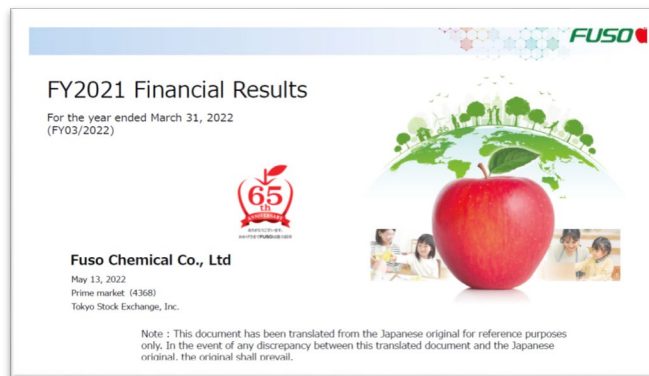 FUSO
FY2021 Financial Results
For the year ended March 31, 2022
(FY03/2022)
65
th
ANNIVERSARY
Fuso Chemical Co., Ltd
May 13, 2022
Prime market (4368)
Tokyo Stock Exchange, Inc.
Note : This document has been translated from the Japanese original for reference purposes
only. In the event of any discrepancy between this translated document and the Japanese
original, the original shall prevail.